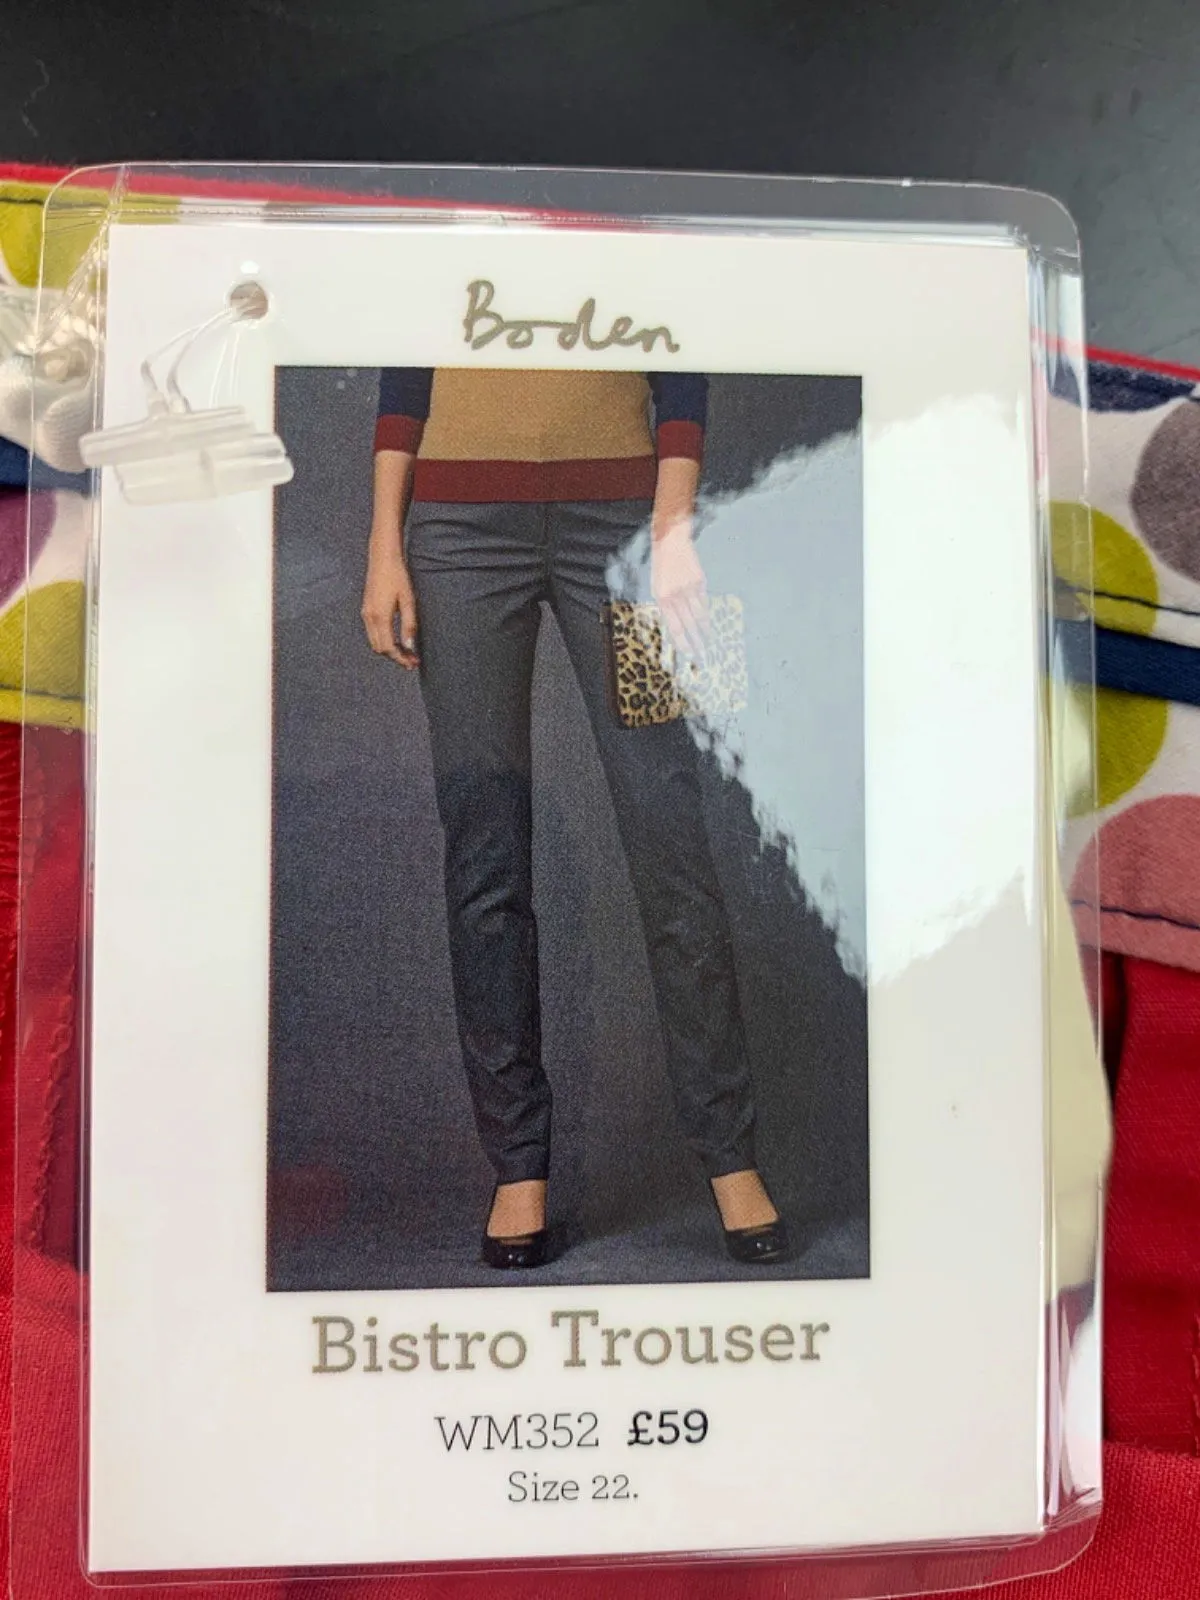 Boden
Bistro Trouser
WM352 £59
Size 22.